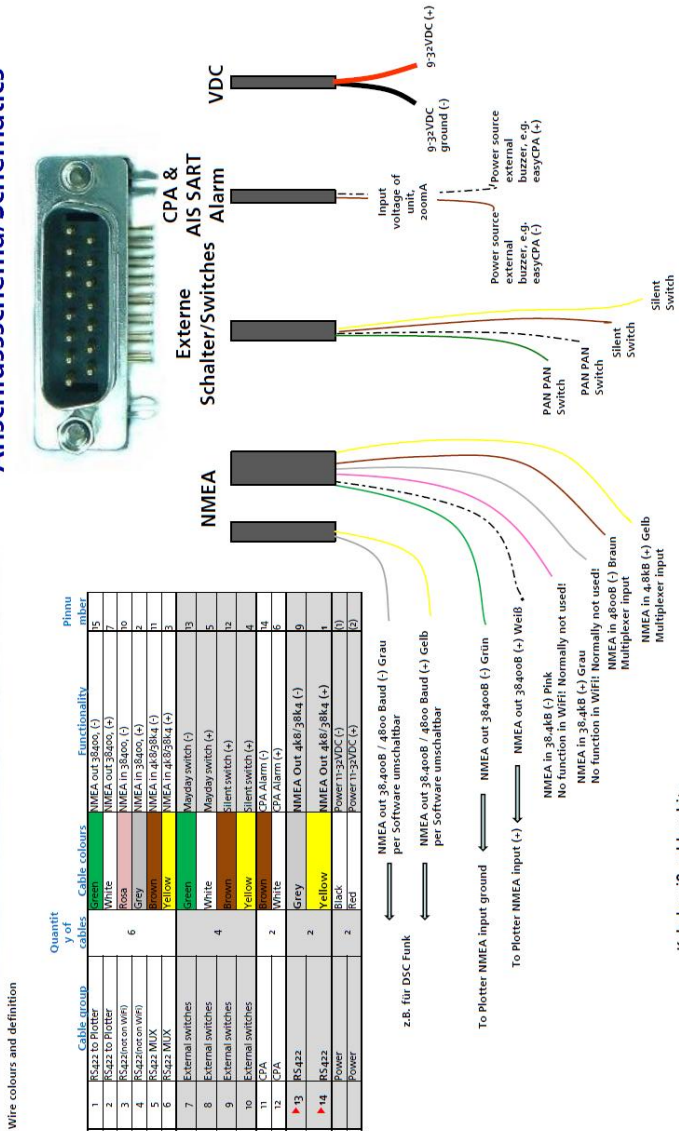 Anschlussschema/Schematics
Wire colours and definition
Cable group
Quantit
y of
cables
Cable colours
Functionality
Pinnu
mber
1 RS422 to Plotter 6 Green NMEA out 38400, (-) 15
2 RS422 to Plotter White NMEA out 38400, (+) 7
3 RS422(not on WiFi) Rosa NMEA in 38400, (-) 10
4 RS422(not on WiFi) Grey NMEA in 38400, (+) 2
5 RS422 MUX Brown NMEA in 4k8/38k4 (-) 11
6 RS422 MUX Yellow NMEA in 4k8/38k4 (+) 3
7 External switches 4 Green Mayday switch (-) 13
8 External switches White Mayday switch (+) 5
9 External switches Brown Silent switch (+) 12
10 External switches Yellow Silent switch (+) 4
11 CPA 2 Brown CPA Alarm (-) 14
12 CPA White CPA Alarm (+) 6
13 RS422 2 Grey NMEA Out 4k8/38k4 (-) 9
14 RS422 Yellow NMEA Out 4k8/38k4 (+) 1
Power 2 Black Power 11-32VDC (-) (1)
Power Red Power 11-32VDC (+) (2)
NMEA
Externe
Schalter/Switches
CPA &
AIS SART
Alarm
VDC
z.B. für DSC Funk
NMEA out 38.400B / 4800 Baud (-) Grau
per Software umschaltbar
NMEA out 38.400B / 4800 Baud (+) Gelb
per Software umschaltbar
To Plotter NMEA input ground
NMEA out 38400B (-) Grün
To Plotter NMEA input (+)
NMEA out 38400B (+) Weiß
NMEA in 38.4kB (-) Pink
No function in WiFi! Normally not used!
NMEA in 38.4kB (+) Grau
No function in WiFi! Normally not used!
NMEA in 4800B (-) Braun
Multiplexer input
NMEA in 4,8kB (+) Gelb
Multiplexer input
PAN PAN
Switch
PAN PAN
Switch
Silent
Switch
Silent
Switch
Input
voltage of
unit,
200mA
Power source
external
buzzer, e.g.
easyCPA (-)
Power source
external
buzzer, e.g.
easyCPA (+)
9-32VDC
ground (-)
9-32VDC (+)